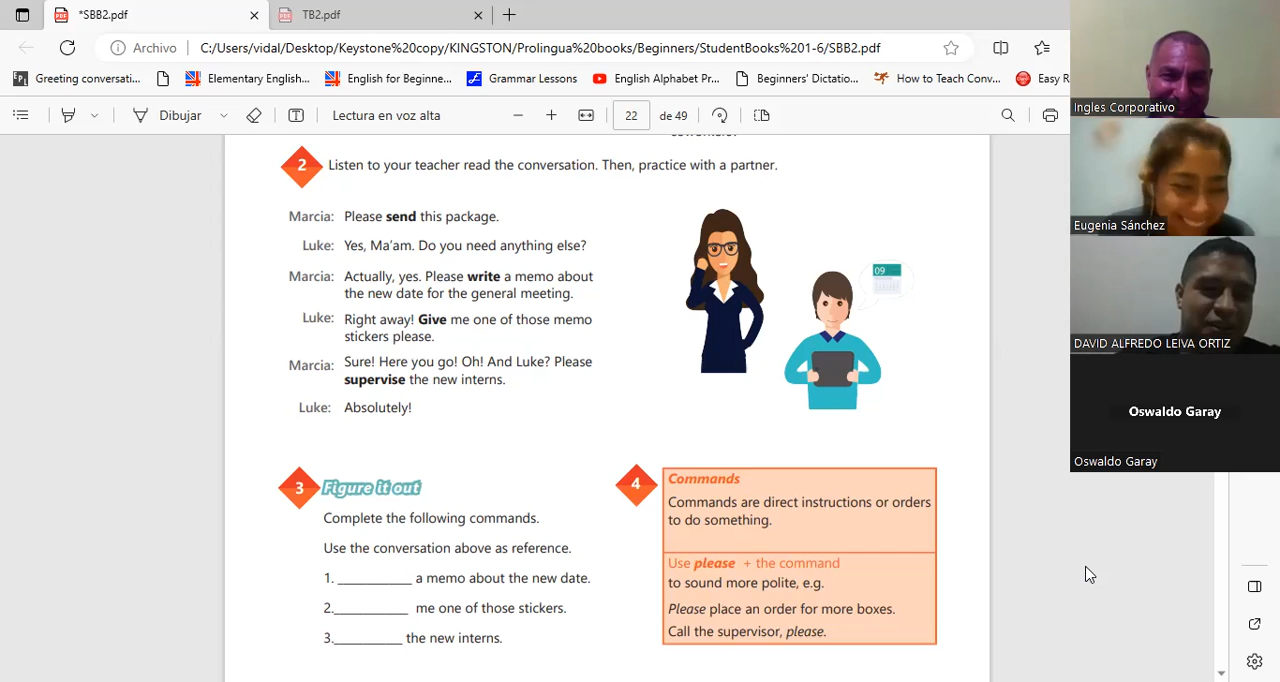 *SBB2.pdf
TB2.pdf
Archivo
C:/Users/vidal/Desktop/Keystone%20copy/KINGSTON/Prolingua%20books/Beginners/StudentBooks%201-6/SBB2.pdf
Greeting conversati...
Elementary English...
English for Beginne...
Grammar Lessons
English Alphabet Pr...
Beginners' Dictatio...
How to Teach Conv...
Easy R
Dibujar
Lectura en voz alta
22
de 49
2
Listen to your teacher read the conversation. Then, practice with a partner.
Marcia: Please send this package.
Luke: Yes, Ma'am. Do you need anything else?
Marcia: Actually, yes. Please write a memo about
the new date for the general meeting.
Luke: Right away! Give me one of those memo
stickers please.
Marcia: Sure! Here you go! Oh! And Luke? Please
supervise the new interns.
Luke: Absolutely!
09
3
Figure it out
Complete the following commands.
Use the conversation above as reference.
1. ___________ a memo about the new date.
2.___________ me one of those stickers.
3.__________ the new interns.
4
Commands
Commands are direct instructions or orders
to do something.
Use please + the command
to sound more polite, e.g.
Please place an order for more boxes.
Call the supervisor, please.
Ingles Corporativo
Eugenia Sánchez
DAVID ALFREDO LEIVA ORTIZ
Oswaldo Garay
Oswaldo Garay